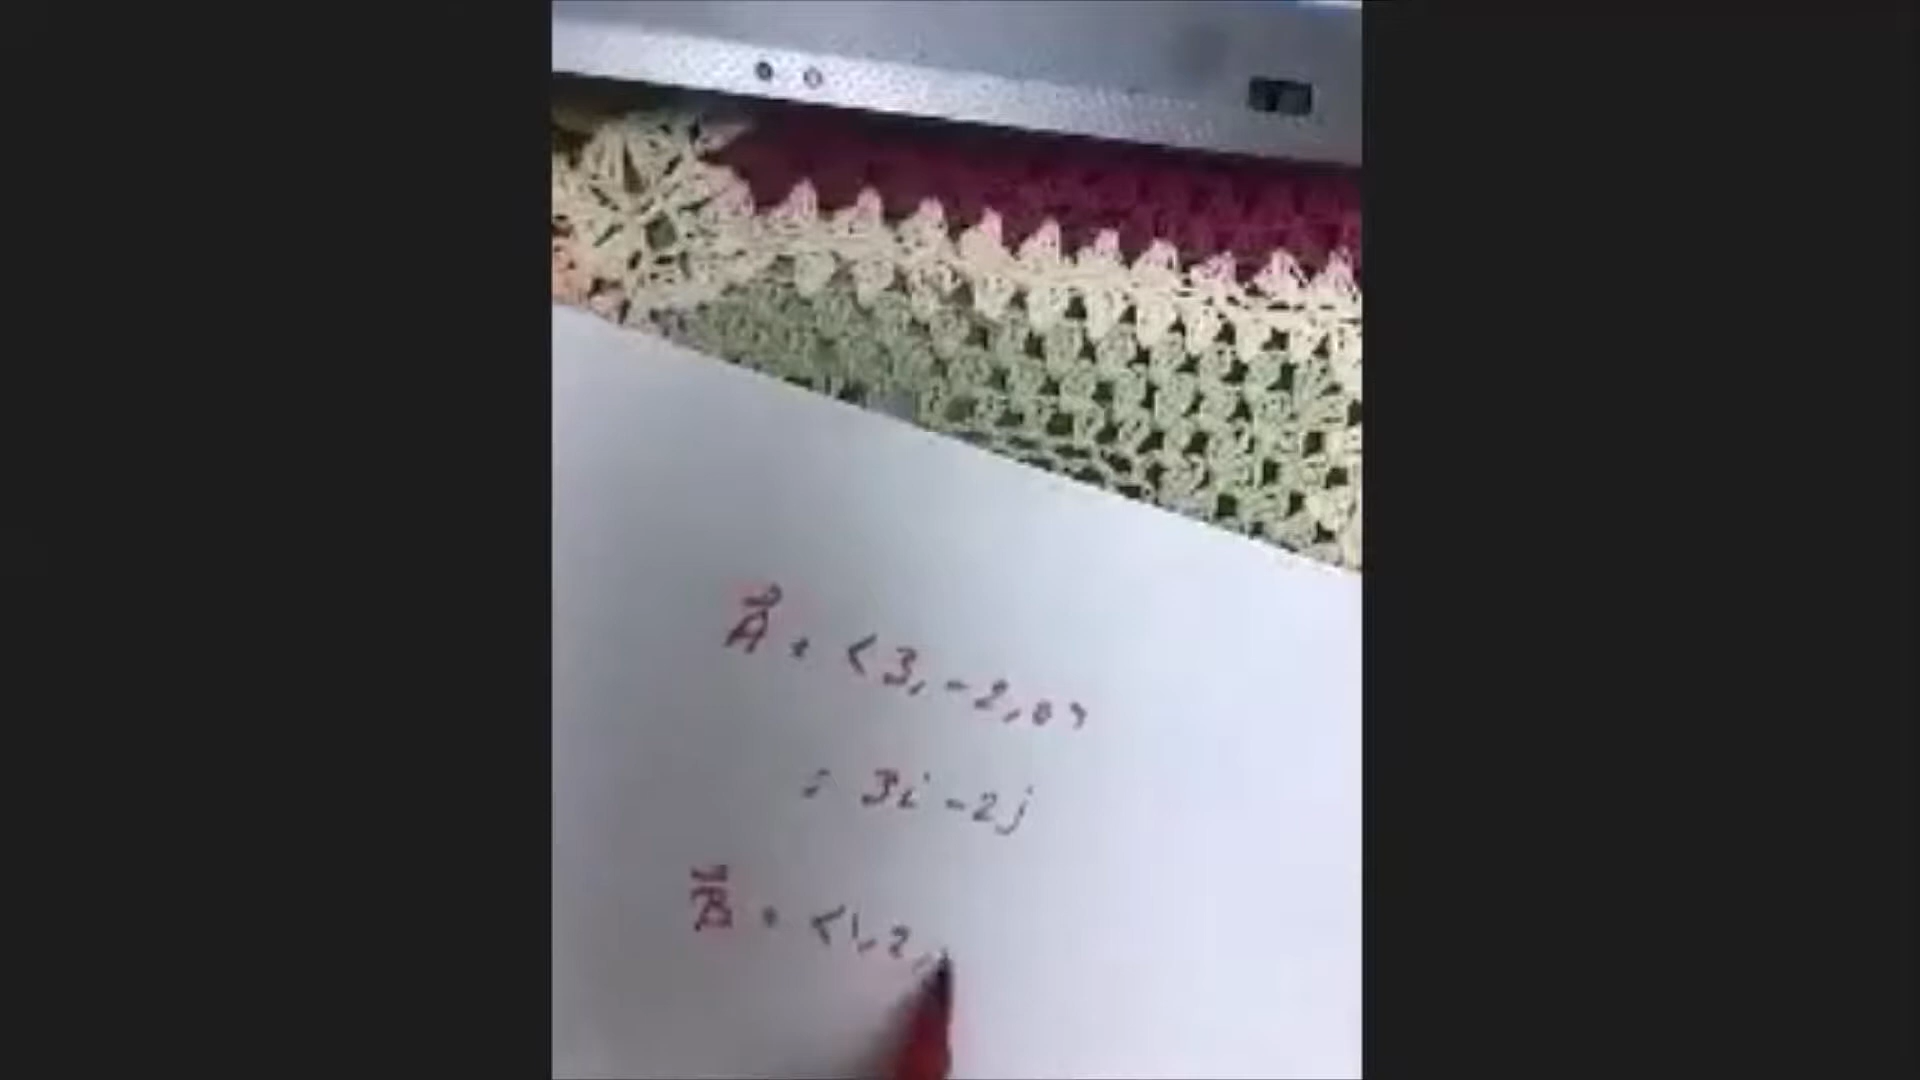 A⃗ = <3, -2, 0>
= 3i - 2j
B⃗ = <1, 2,